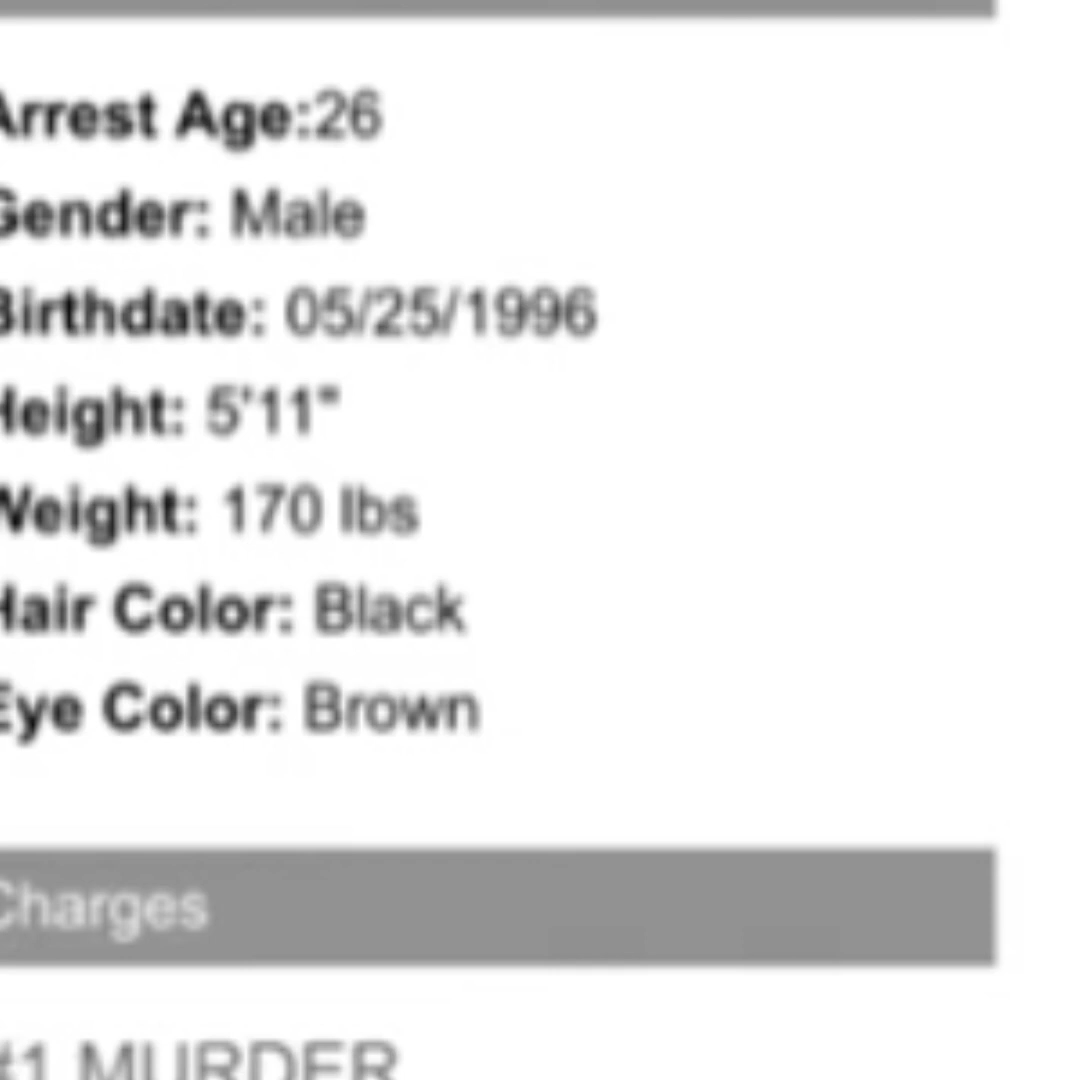 Arrest Age:26
Gender: Male
Birthdate: 05/25/1996
Height: 5'11"
Weight: 170 lbs
Hair Color: Black
Eye Color: Brown
Charges
#1 MURDER